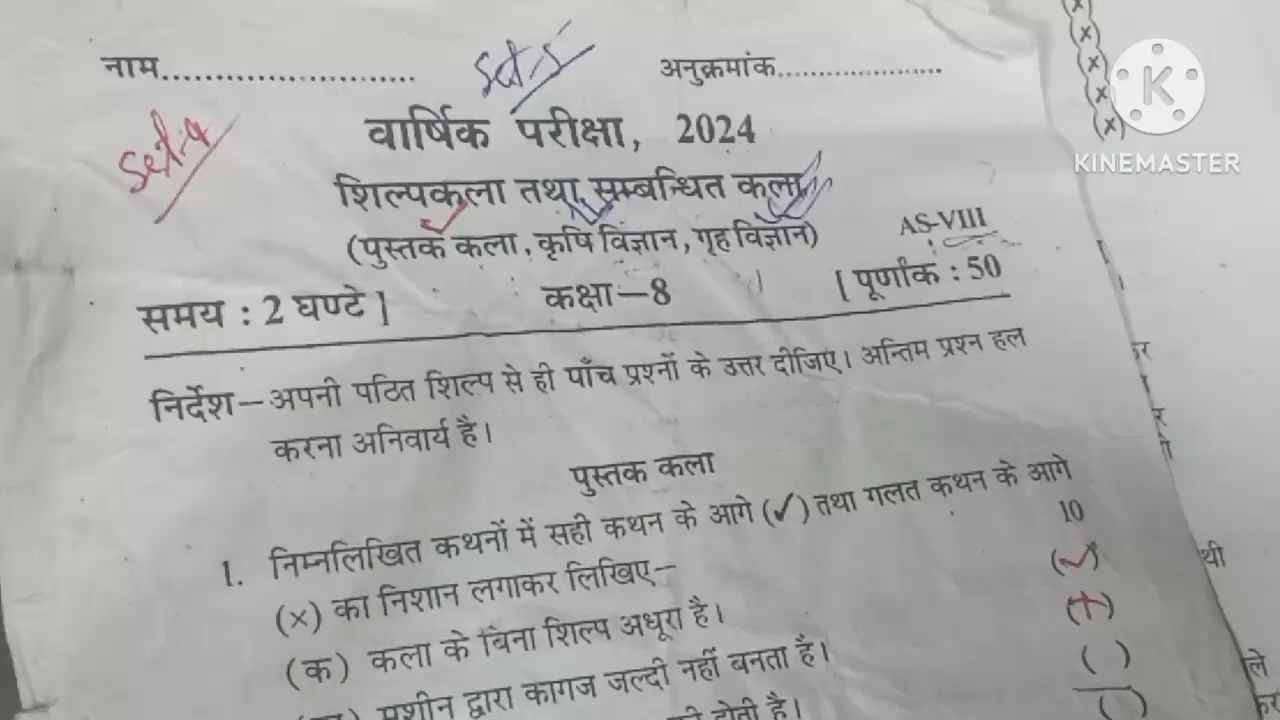 नाम........................ Set-5 अनुक्रमांक...................
Set-4
वार्षिक परीक्षा, 2024
शिल्पकला तथा सम्बन्धित कला
(पुस्तक कला, कृषि विज्ञान, गृह विज्ञान) AS-VIII
समय : 2 घण्टे ] कक्षा–8 [ पूर्णांक : 50
निर्देश– अपनी पठित शिल्प से ही पाँच प्रश्नों के उत्तर दीजिए। अन्तिम प्रश्न हल
करना अनिवार्य है।
पुस्तक कला
1. निम्नलिखित कथनों में सही कथन के आगे (✓) तथा गलत कथन के आगे
(×) का निशान लगाकर लिखिए– 10
(क) कला के बिना शिल्प अधूरा है। (✓)
मशीन द्वारा कागज जल्दी नहीं बनता है। (+)
होती है। ( )
(×)
(×)
(×)
(×)
(×)
थी
ले
K
KINEMASTER